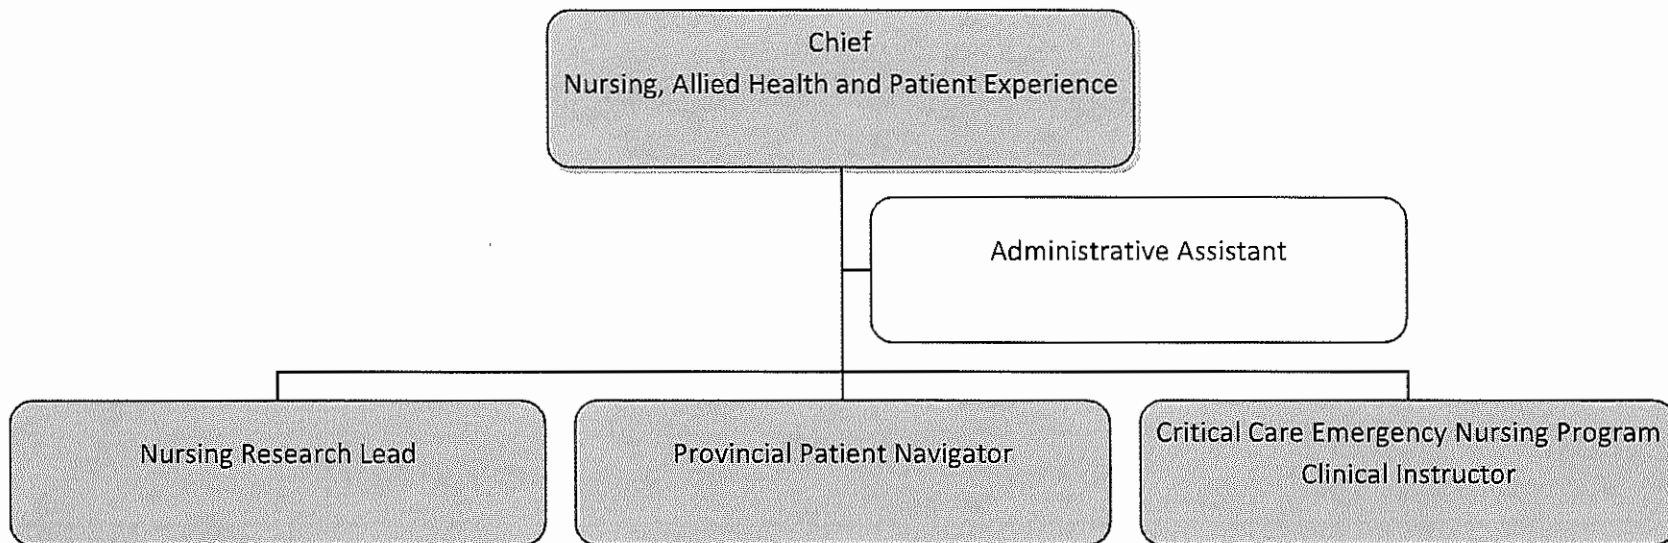 Chief
Nursing, Allied Health and Patient Experience
Administrative Assistant
Nursing Research Lead
Provincial Patient Navigator
Critical Care Emergency Nursing Program
Clinical Instructor